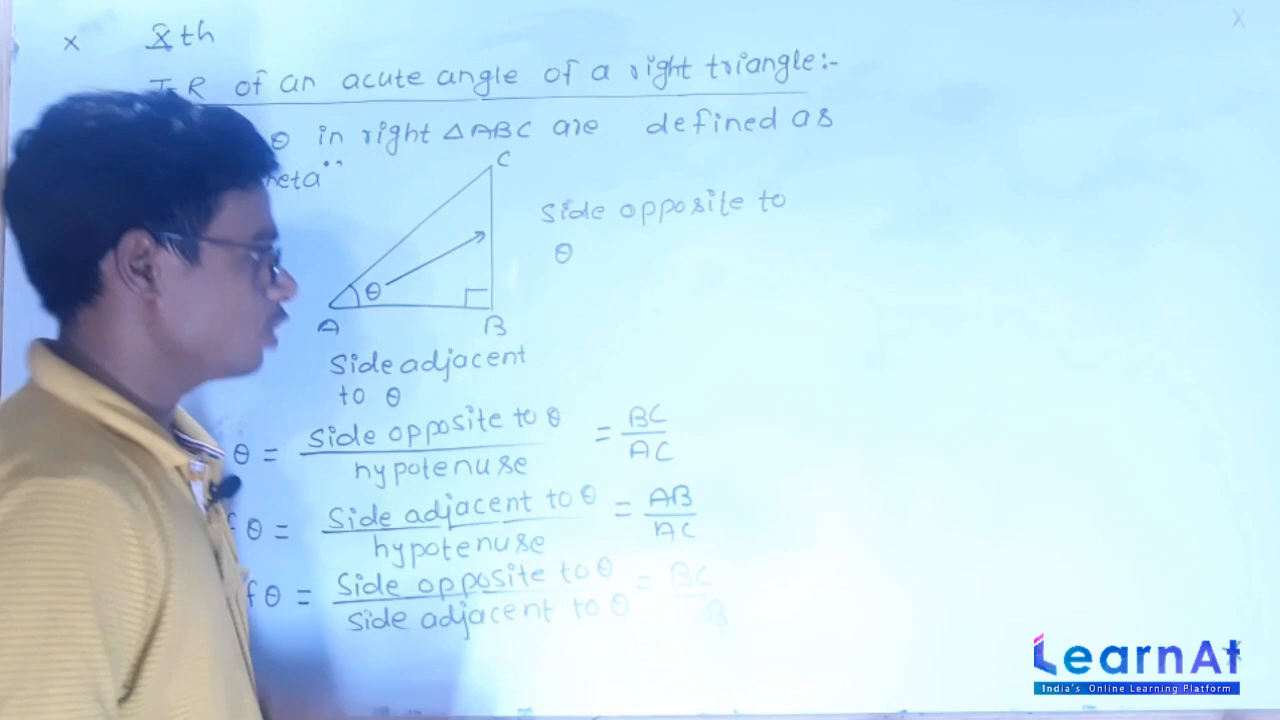 x Xth
T-R of an acute angle of a right triangle:-
θ in right △ABC are defined as
heta"
C
side opposite to
θ
θ
A B
side adjacent
to θ
θ = side opposite to θ = BC
hypotenuse AC
θ = side adjacent to θ = AB
hypotenuse AC
f θ = side opposite to θ = BC
side adjacent to θ B
LearnAt
India's Online Learning Platform